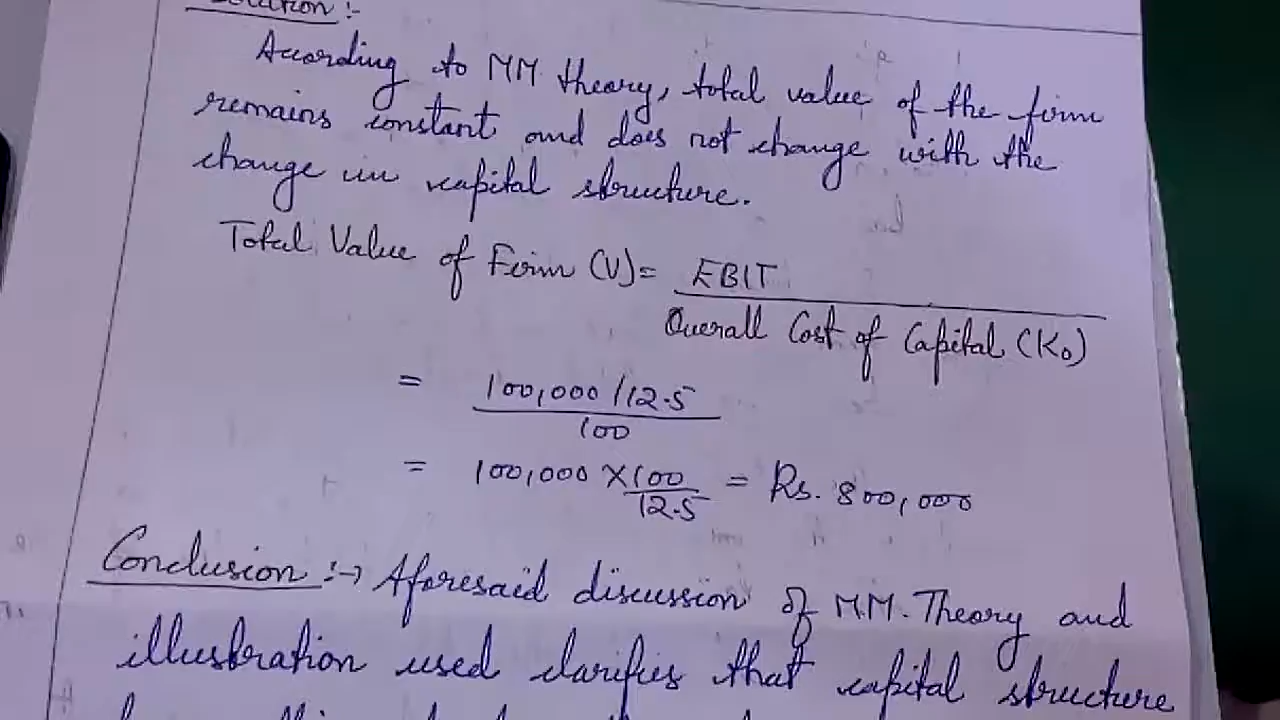 Solution :-
According to MM theory, total value of the firm
remains constant and does not change with the
change in capital structure.
Total Value of Firm (V) = EBIT
Overall Cost of Capital (K₀)
= 100,000 / 12.5
100
= 100,000 × 100 = Rs. 800,000
12.5
Conclusion :→ Aforesaid discussion of M.M. Theory and
illustration used clarifies that capital structure